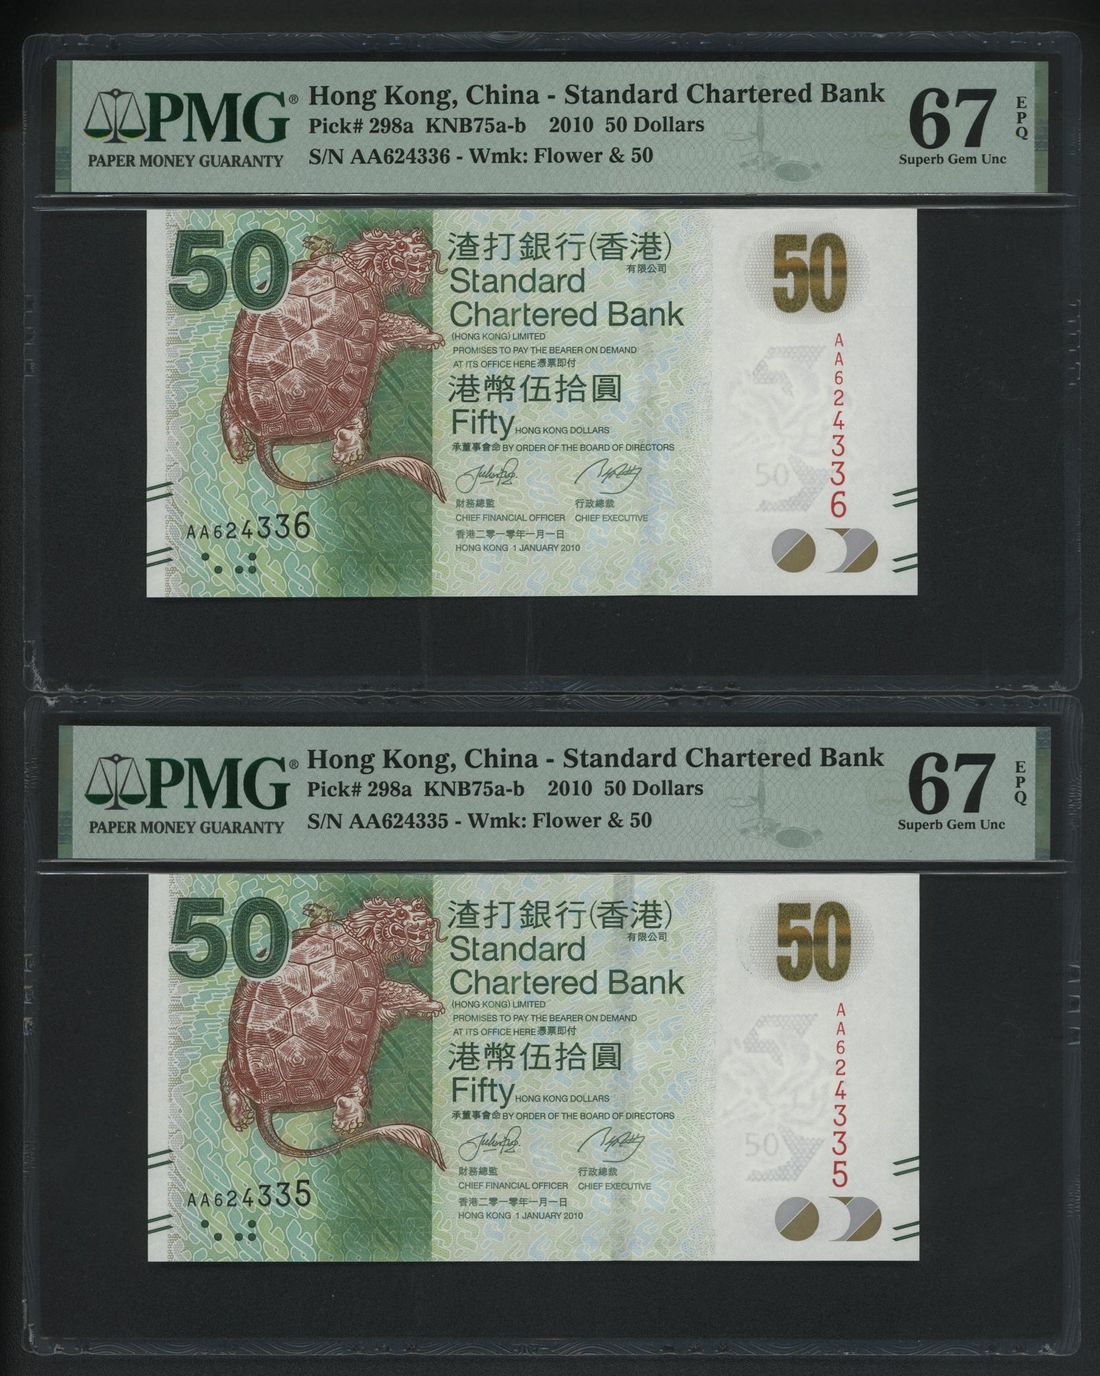 PMG®
PAPER MONEY GUARANTY
Hong Kong, China - Standard Chartered Bank
Pick# 298a KNB75a-b 2010 50 Dollars
S/N AA624336 - Wmk: Flower & 50
67
EPQ
Superb Gem Unc
50
渣打銀行(香港)
有限公司
Standard
Chartered Bank
(HONG KONG) LIMITED
PROMISES TO PAY THE BEARER ON DEMAND
AT ITS OFFICE HERE 憑票即付
港幣伍拾圓
Fifty HONG KONG DOLLARS
承董事會命 BY ORDER OF THE BOARD OF DIRECTORS
財務總監 行政總裁
CHIEF FINANCIAL OFFICER CHIEF EXECUTIVE
香港二零一零年一月一日
HONG KONG 1 JANUARY 2010
AA624336
50
AA624336
50
PMG®
PAPER MONEY GUARANTY
Hong Kong, China - Standard Chartered Bank
Pick# 298a KNB75a-b 2010 50 Dollars
S/N AA624335 - Wmk: Flower & 50
67
EPQ
Superb Gem Unc
50
渣打銀行(香港)
有限公司
Standard
Chartered Bank
(HONG KONG) LIMITED
PROMISES TO PAY THE BEARER ON DEMAND
AT ITS OFFICE HERE 憑票即付
港幣伍拾圓
Fifty HONG KONG DOLLARS
承董事會命 BY ORDER OF THE BOARD OF DIRECTORS
財務總監 行政總裁
CHIEF FINANCIAL OFFICER CHIEF EXECUTIVE
香港二零一零年一月一日
HONG KONG 1 JANUARY 2010
AA624335
50
AA624335
50